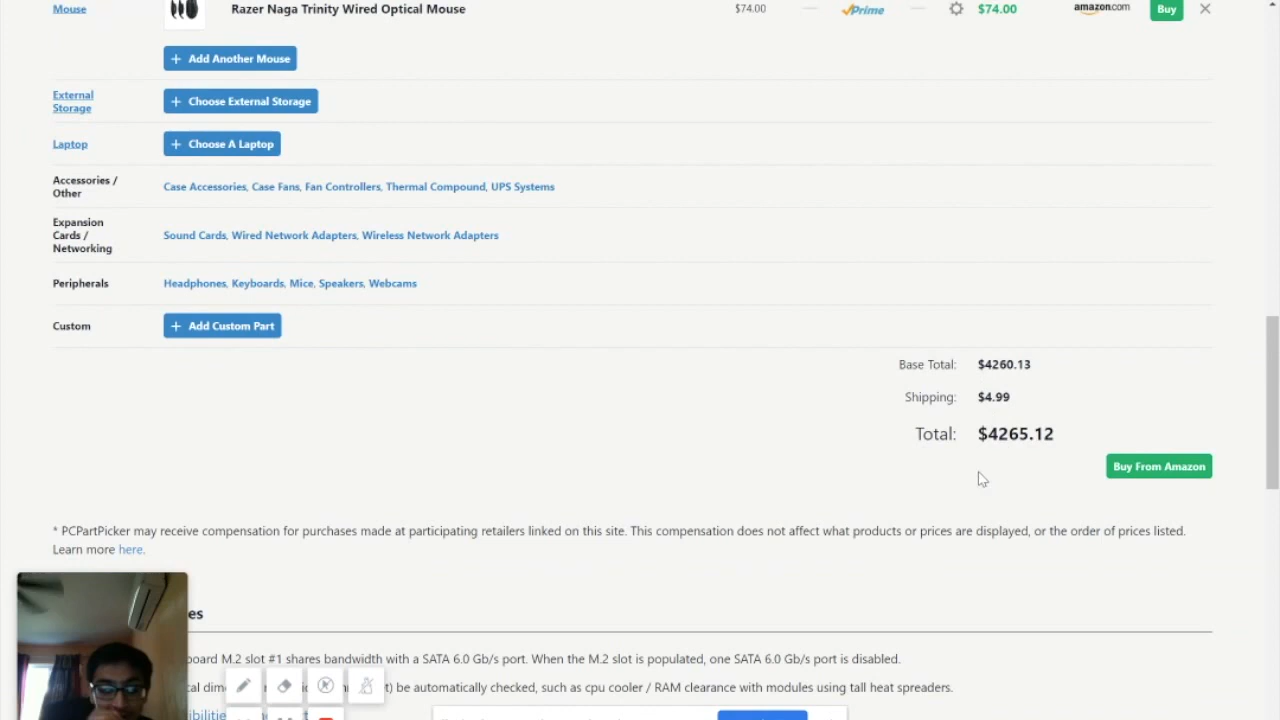 Mouse
Razer Naga Trinity Wired Optical Mouse
$74.00
Prime
$74.00
amazon.com
Buy
+ Add Another Mouse
External
Storage
+ Choose External Storage
Laptop
+ Choose A Laptop
Accessories /
Other
Case Accessories, Case Fans, Fan Controllers, Thermal Compound, UPS Systems
Expansion
Cards /
Networking
Sound Cards, Wired Network Adapters, Wireless Network Adapters
Peripherals
Headphones, Keyboards, Mice, Speakers, Webcams
Custom
+ Add Custom Part
Base Total: $4260.13
Shipping: $4.99
Total: $4265.12
Buy From Amazon
* PCPartPicker may receive compensation for purchases made at participating retailers linked on this site. This compensation does not affect what products or prices are displayed, or the order of prices listed.
Learn more here.
es
board M.2 slot #1 shares bandwidth with a SATA 6.0 Gb/s port. When the M.2 slot is populated, one SATA 6.0 Gb/s port is disabled.
be automatically checked, such as cpu cooler / RAM clearance with modules using tall heat spreaders.